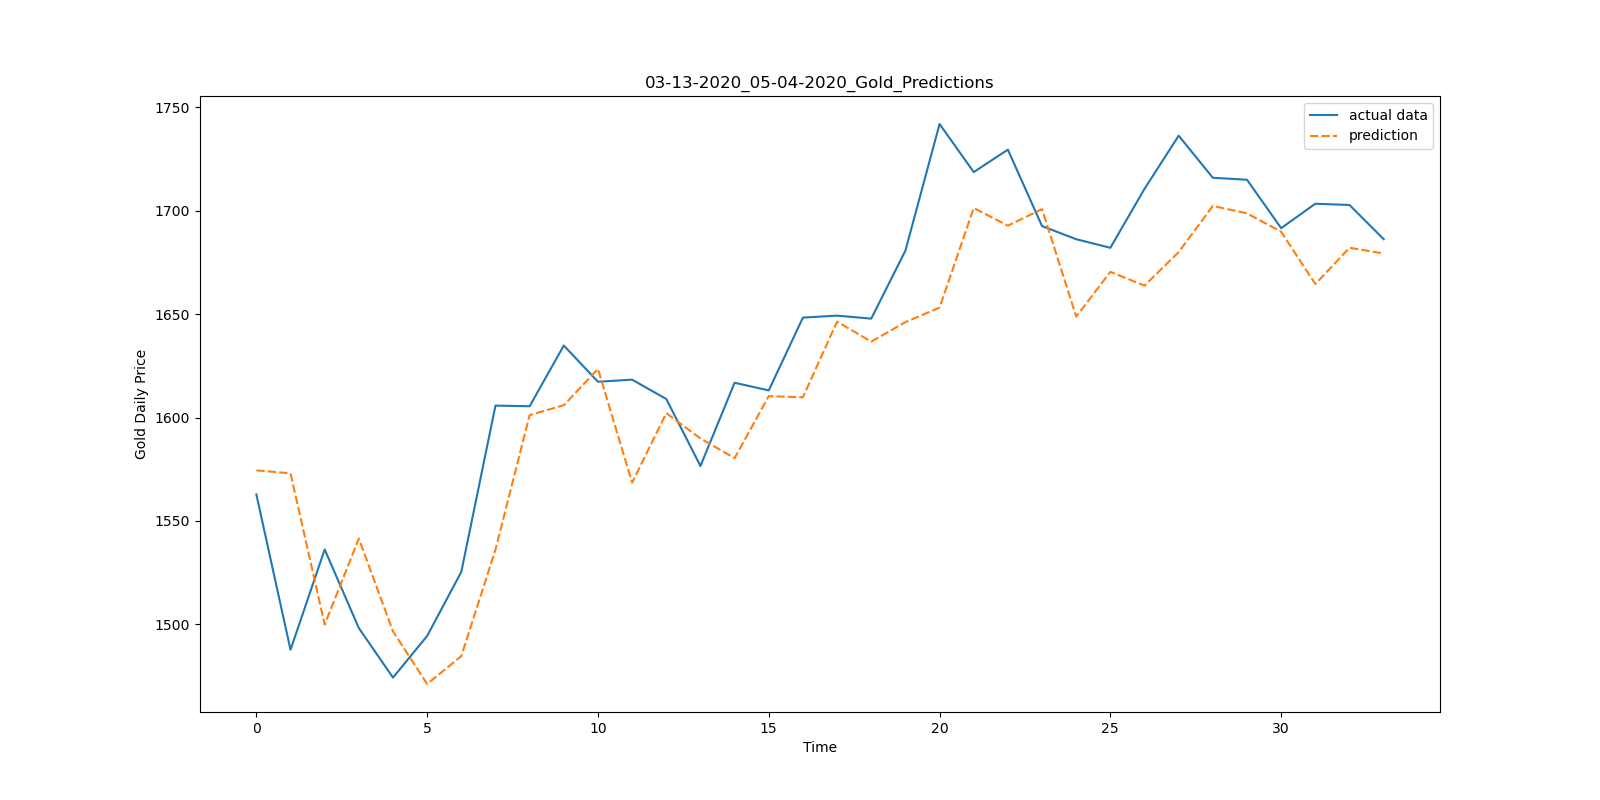 03-13-2020_05-04-2020_Gold_Predictions
actual data
prediction
Gold Daily Price
1750
1700
1650
1600
1550
1500
0 5 10 15 20 25 30
Time